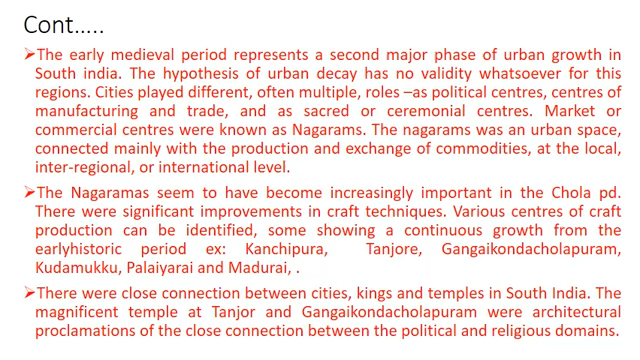 Cont…..
➢The early medieval period represents a second major phase of urban growth in
South india. The hypothesis of urban decay has no validity whatsoever for this
regions. Cities played different, often multiple, roles –as political centres, centres of
manufacturing and trade, and as sacred or ceremonial centres. Market or
commercial centres were known as Nagarams. The nagarams was an urban space,
connected mainly with the production and exchange of commodities, at the local,
inter-regional, or international level.
➢The Nagaramas seem to have become increasingly important in the Chola pd.
There were significant improvements in craft techniques. Various centres of craft
production can be identified, some showing a continuous growth from the
earlyhistoric period ex: Kanchipura, Tanjore, Gangaikondacholapuram,
Kudamukku, Palaiyarai and Madurai, .
➢There were close connection between cities, kings and temples in South India. The
magnificent temple at Tanjor and Gangaikondacholapuram were architectural
proclamations of the close connection between the political and religious domains.